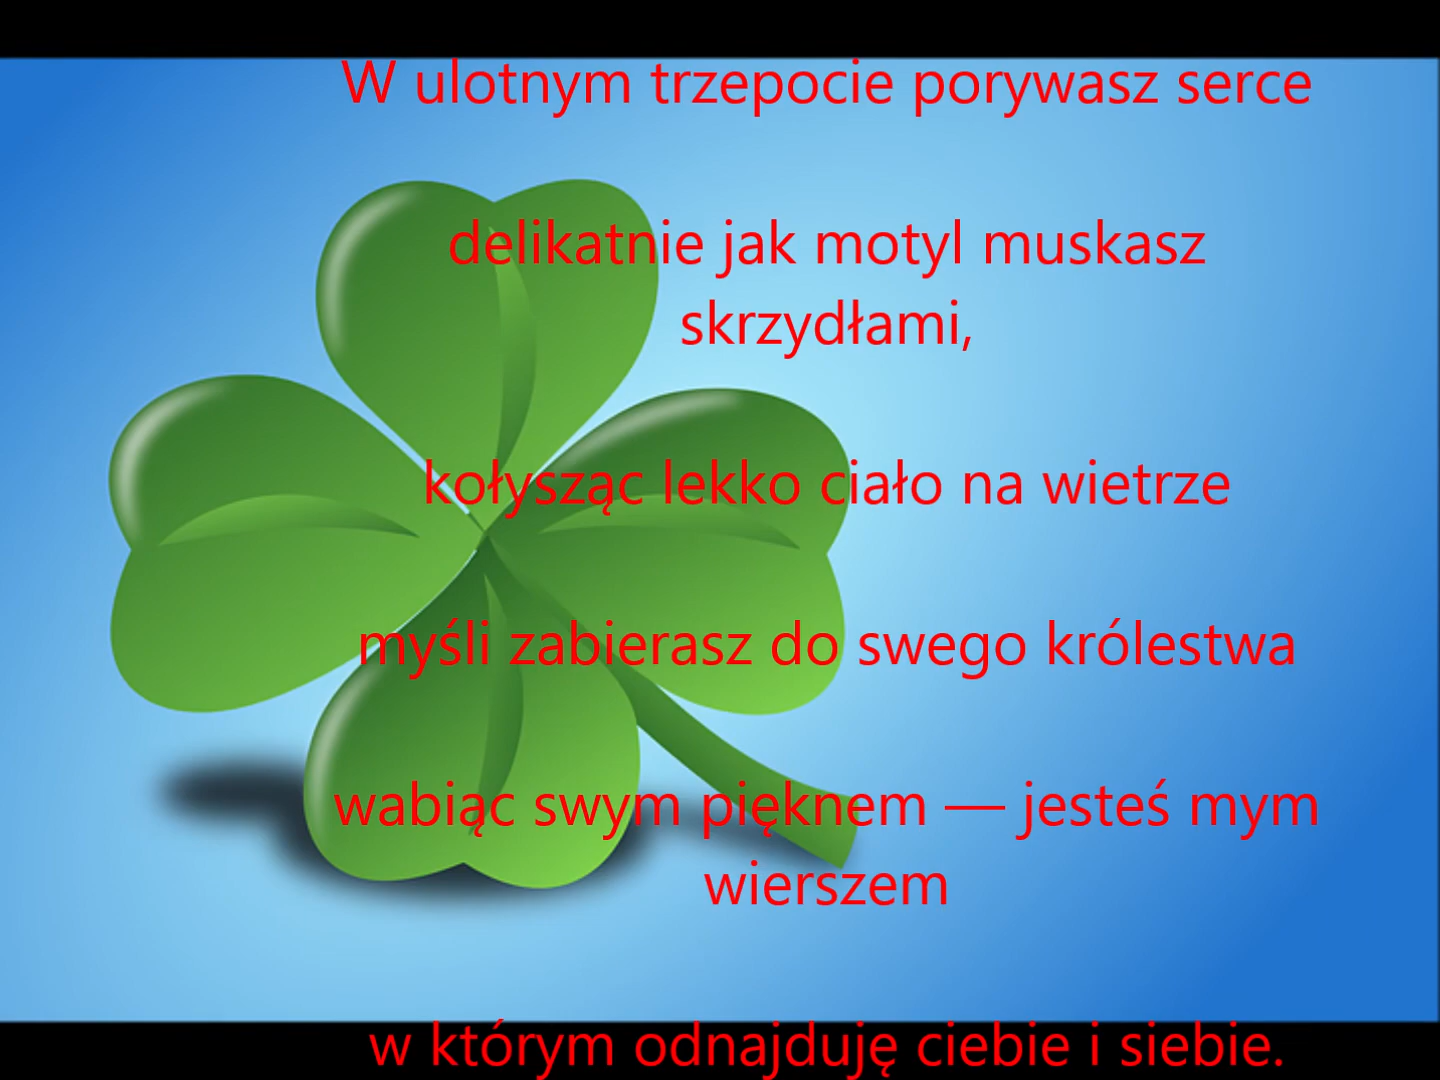 W ulotnym trzepocie porywasz serce
delikatnie jak motyl muskasz
skrzydłami,
kołysząc lekko ciało na wietrze
myśli zabierasz do swego królestwa
wabiąc swym pięknem — jesteś mym
wierszem
w którym odnajduję ciebie i siebie.